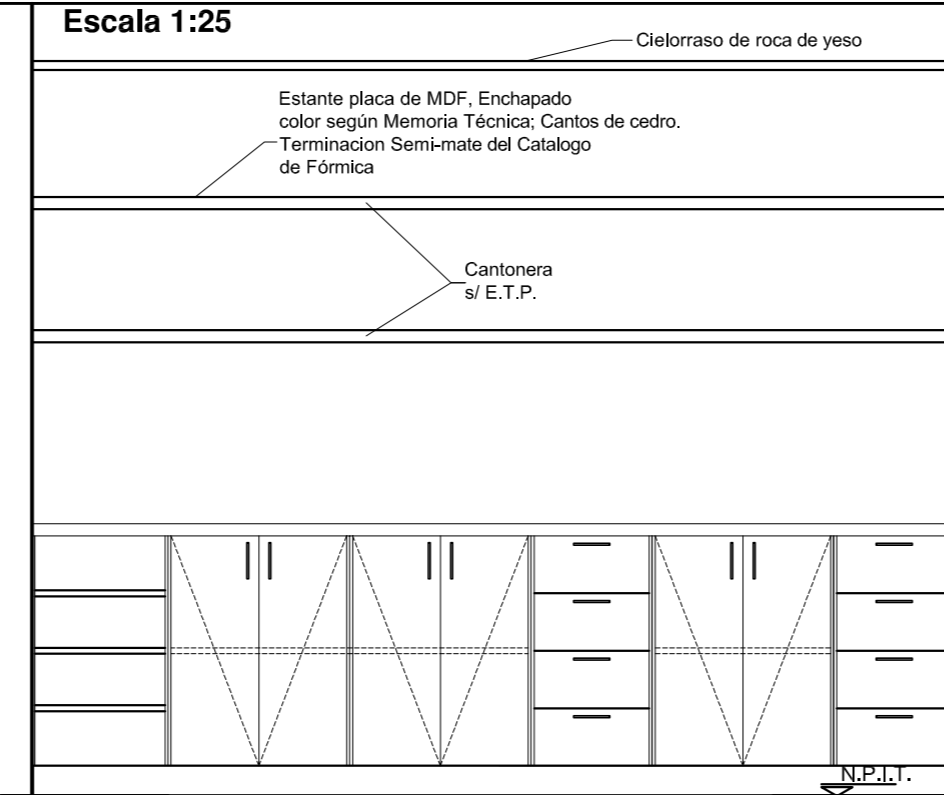 Escala 1:25
Cielorraso de roca de yeso
Estante placa de MDF, Enchapado
color según Memoria Técnica; Cantos de cedro.
Terminacion Semi-mate del Catalogo
de Fórmica
Cantonera
s/ E.T.P.
N.P.I.T.